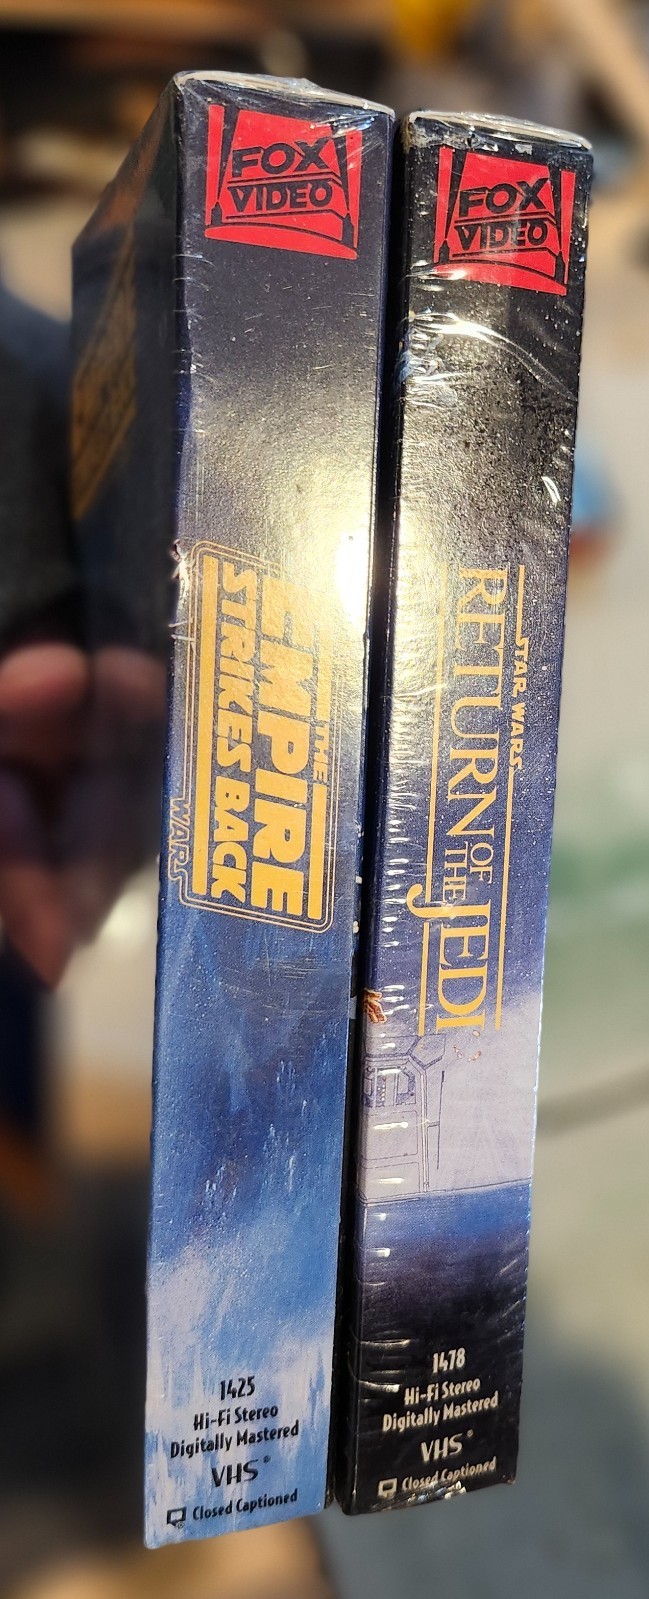 FOX
VIDEO
THE
EMPIRE
STRIKES BACK
WARS
1425
Hi-Fi Stereo
Digitally Mastered
VHS®
Closed Captioned
FOX
VIDEO
STAR WARS
RETURN OF
THE JEDI
1478
Hi-Fi Stereo
Digitally Mastered
VHS®
Closed Captioned